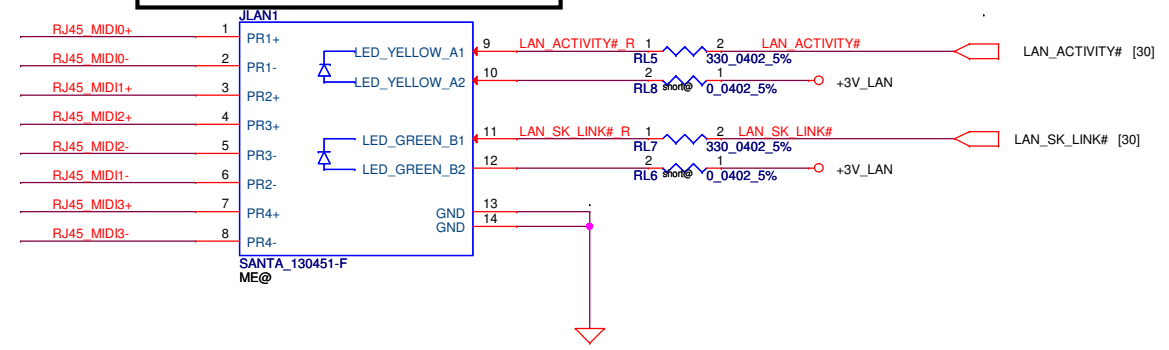 JLAN1
RJ45_MIDI0+ 1 PR1+
RJ45_MIDI0- 2 PR1-
RJ45_MIDI1+ 3 PR2+
RJ45_MIDI2+ 4 PR3+
RJ45_MIDI2- 5 PR3-
RJ45_MIDI1- 6 PR2-
RJ45_MIDI3+ 7 PR4+
RJ45_MIDI3- 8 PR4-
LED_YELLOW_A1 9 LAN_ACTIVITY#_R 1 2 LAN_ACTIVITY# LAN_ACTIVITY# [30]
RL5 330_0402_5%
LED_YELLOW_A2 10 2 1 +3V_LAN
RL8 short@ 0_0402_5%
LED_GREEN_B1 11 LAN_SK_LINK#_R 1 2 LAN_SK_LINK# LAN_SK_LINK# [30]
RL7 330_0402_5%
LED_GREEN_B2 12 2 1 +3V_LAN
RL6 short@ 0_0402_5%
GND 13
GND 14
SANTA_130451-F
ME@